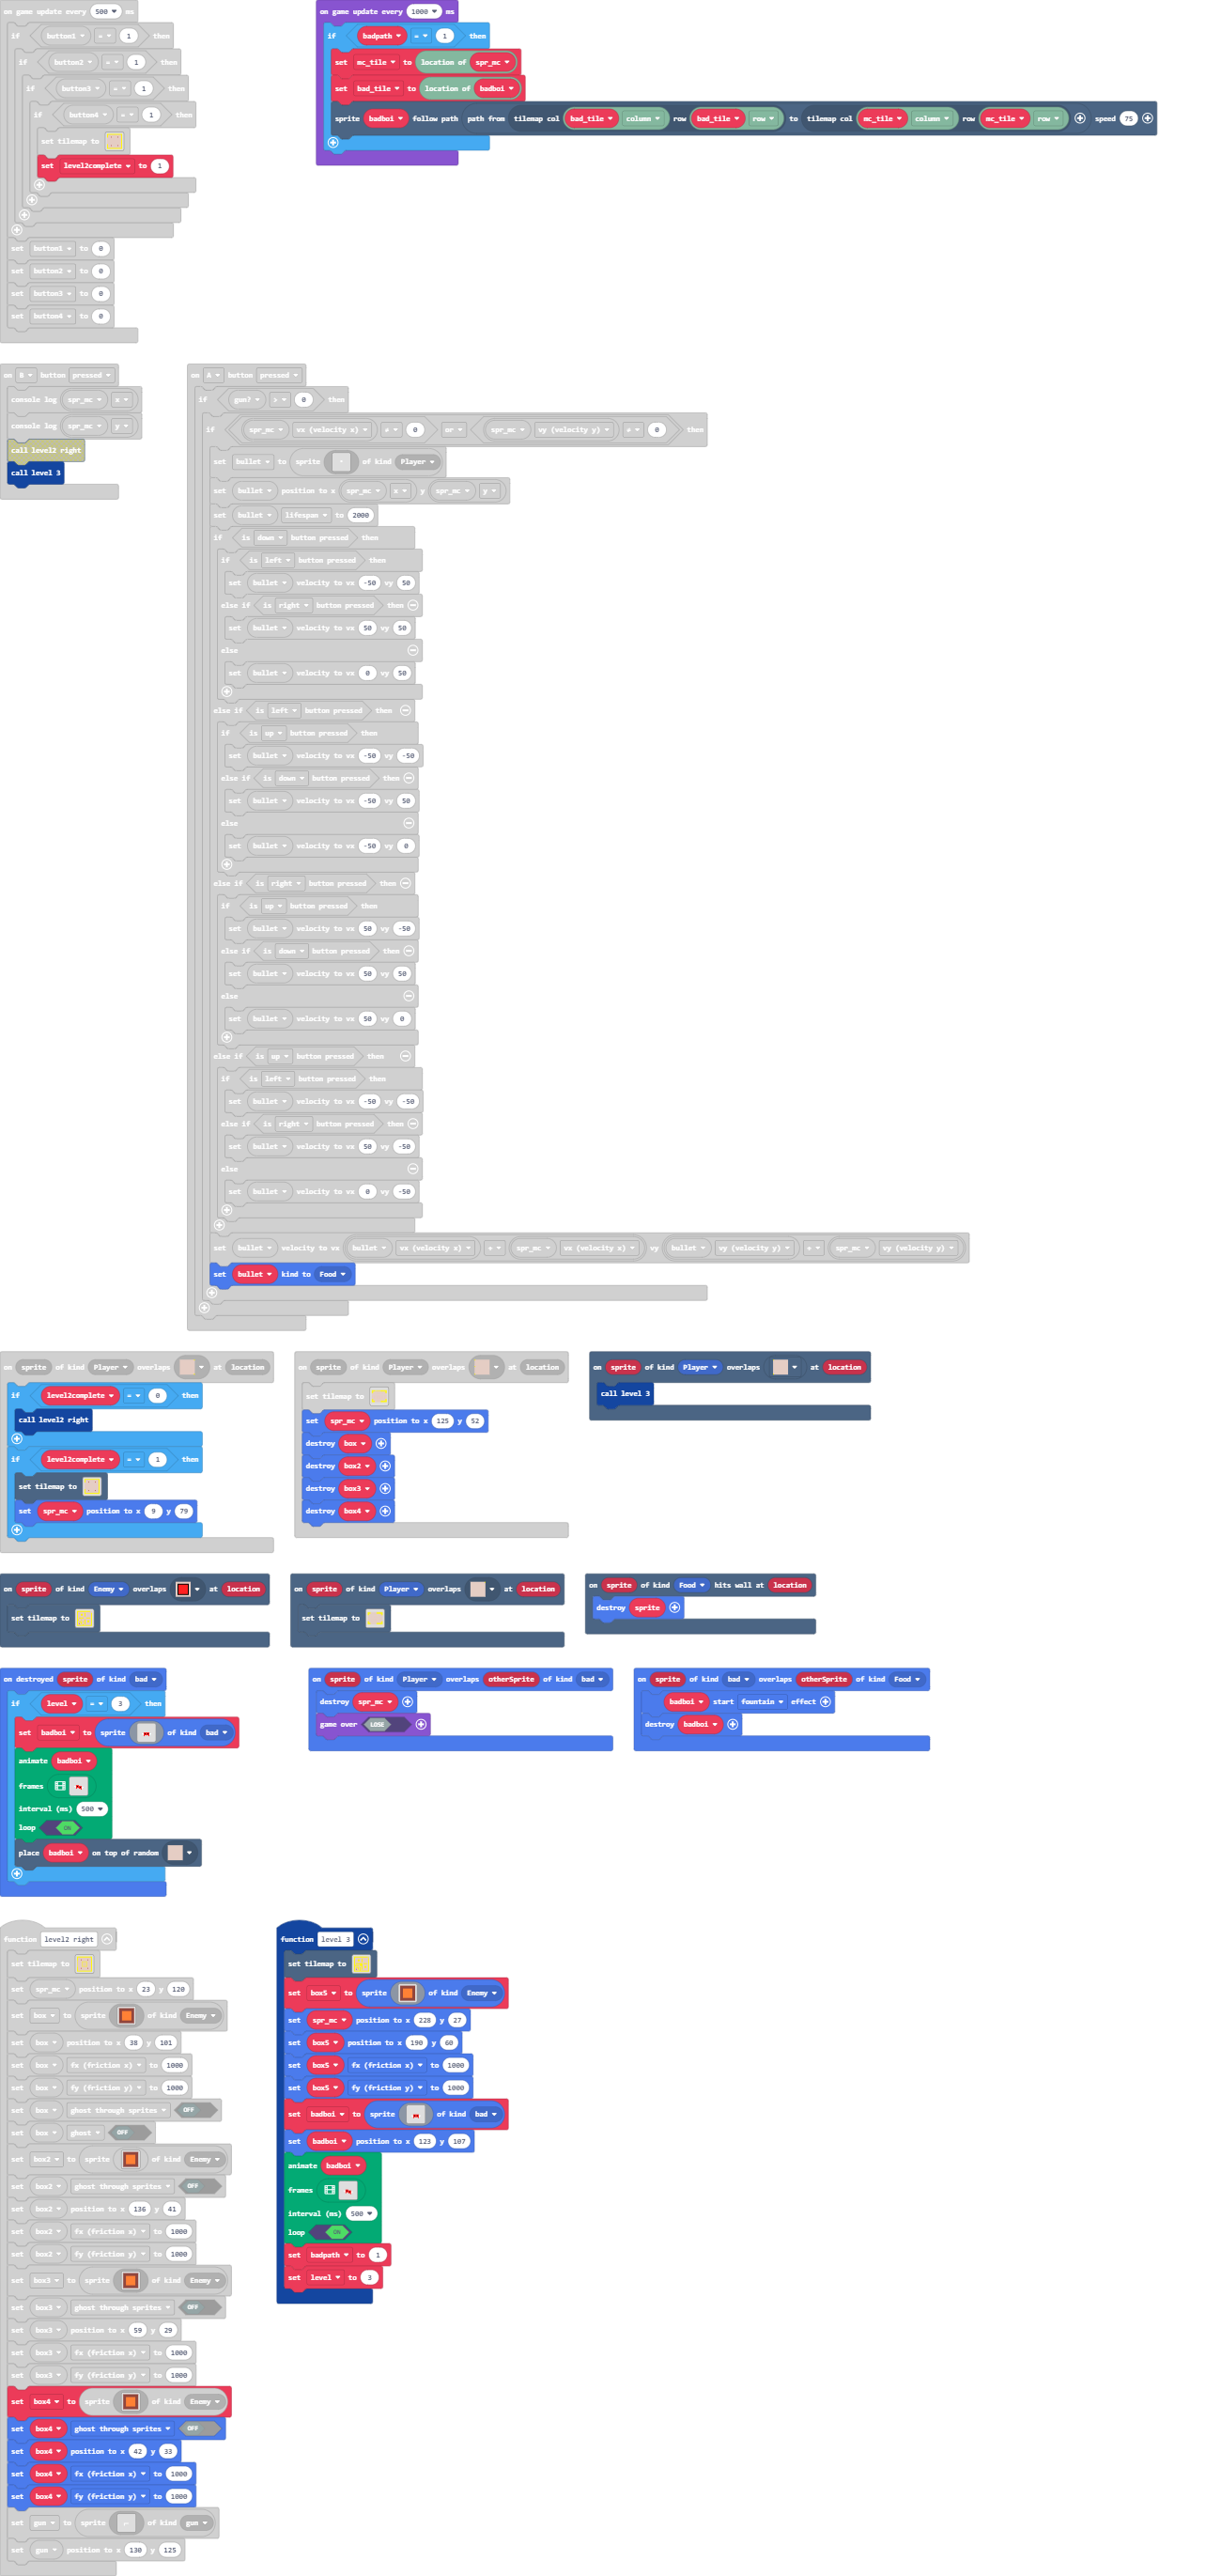 on game update every 500 ms
if button1 = 1 then
if button2 = 1 then
if button3 = 1 then
if button4 = 1 then
set tilemap to
set level2complete to 1
set button1 to 0
set button2 to 0
set button3 to 0
set button4 to 0
on game update every 1000 ms
if badpath = 1 then
set mc_tile to location of spr_mc
set bad_tile to location of badboi
sprite badboi follow path path from tilemap col bad_tile column row bad_tile row to tilemap col mc_tile column row mc_tile row speed 75
on B button pressed
console log spr_mc x
console log spr_mc y
call level2 right
call level 3
on A button pressed
if gun? = 0 then
if spr_mc vx (velocity x) ≠ 0 or spr_mc vy (velocity y) ≠ 0 then
set bullet to sprite of kind Player
set bullet position to x spr_mc x y spr_mc y
set bullet lifespan to 2000
if is down button pressed then
if is left button pressed then
set bullet velocity to vx -50 vy 50
else if is right button pressed then
set bullet velocity to vx 50 vy 50
else
set bullet velocity to vx 0 vy 50
else if is left button pressed then
if is up button pressed then
set bullet velocity to vx -50 vy -50
else if is down button pressed then
set bullet velocity to vx -50 vy 50
else
set bullet velocity to vx -50 vy 0
else if is right button pressed then
if is up button pressed then
set bullet velocity to vx 50 vy -50
else if is down button pressed then
set bullet velocity to vx 50 vy 50
else
set bullet velocity to vx 50 vy 0
else if is up button pressed then
if is left button pressed then
set bullet velocity to vx -50 vy -50
else if is right button pressed then
set bullet velocity to vx 50 vy -50
else
set bullet velocity to vx 0 vy -50
set bullet velocity to vx bullet vx (velocity x) + spr_mc vx (velocity x) vy bullet vy (velocity y) + spr_mc vy (velocity y)
set bullet kind to Food
on sprite of kind Player overlaps at location
if level2complete = 0 then
call level2 right
if level2complete = 1 then
set tilemap to
set spr_mc position to x 9 y 79
on sprite of kind Player overlaps at location
set tilemap to
set spr_mc position to x 125 y 52
destroy box
destroy box2
destroy box3
destroy box4
on sprite of kind Player overlaps at location
call level 3
on sprite of kind Enemy overlaps at location
set tilemap to
on sprite of kind Player overlaps at location
set tilemap to
on sprite of kind Food hits wall at location
destroy sprite
on destroyed sprite of kind bad
if level = 3 then
set badboi to sprite of kind bad
animate badboi
frames
interval (ms) 500
loop ON
place badboi on top of random
on sprite of kind Player overlaps otherSprite of kind bad
destroy spr_mc
game over LOSE
on sprite of kind bad overlaps otherSprite of kind Food
badboi start fountain effect
destroy badboi
function level2 right
set tilemap to
set spr_mc position to x 23 y 120
set box to sprite of kind Enemy
set box position to x 38 y 101
set box fx (friction x) to 1000
set box fy (friction y) to 1000
set box ghost through sprites OFF
set box ghost OFF
set box2 to sprite of kind Enemy
set box2 ghost through sprites OFF
set box2 position to x 136 y 41
set box2 fx (friction x) to 1000
set box2 fy (friction y) to 1000
set box3 to sprite of kind Enemy
set box3 ghost through sprites OFF
set box3 position to x 59 y 29
set box3 fx (friction x) to 1000
set box3 fy (friction y) to 1000
set box4 to sprite of kind Enemy
set box4 ghost through sprites OFF
set box4 position to x 42 y 33
set box4 fx (friction x) to 1000
set box4 fy (friction y) to 1000
set gun to sprite of kind gun
set gun position to x 130 y 125
function level 3
set tilemap to
set box5 to sprite of kind Enemy
set spr_mc position to x 228 y 27
set box5 position to x 190 y 60
set box5 fx (friction x) to 1000
set box5 fy (friction y) to 1000
set badboi to sprite of kind bad
set badboi position to x 123 y 107
animate badboi
frames
interval (ms) 500
loop ON
set badpath to 1
set level to 3